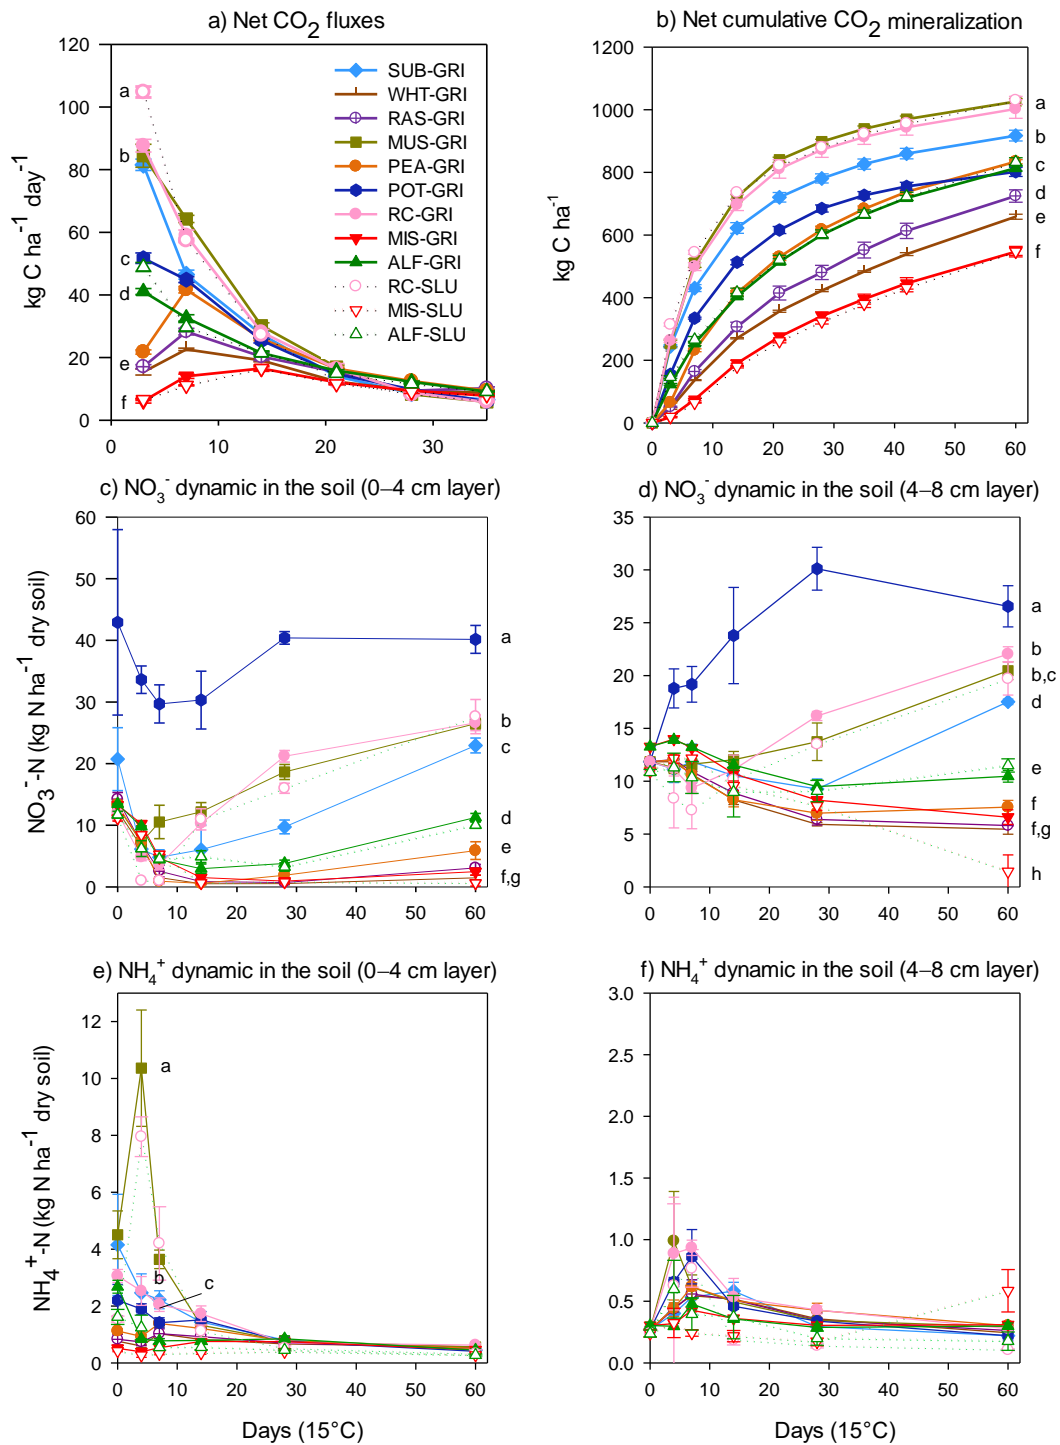 a) Net CO2 fluxes
b) Net cumulative CO2 mineralization
kg C ha-1 day-1
120
100
80
60
40
20
0
0 10 20 30
a
b
c
d
e
f
SUB-GRI
WHT-GRI
RAS-GRI
MUS-GRI
PEA-GRI
POT-GRI
RC-GRI
MIS-GRI
ALF-GRI
RC-SLU
MIS-SLU
ALF-SLU
kg C ha-1
1200
1000
800
600
400
200
0
0 10 20 30 40 50 60
a
b
c
d
e
f
c) NO3- dynamic in the soil (0–4 cm layer)
d) NO3- dynamic in the soil (4–8 cm layer)
NO3--N (kg N ha-1 dry soil)
60
50
40
30
20
10
0
0 10 20 30 40 50 60
a
b
c
d
e
f,g
35
30
25
20
15
10
5
0
0 10 20 30 40 50 60
a
b
b,c
d
e
f
f,g
h
e) NH4+ dynamic in the soil (0–4 cm layer)
f) NH4+ dynamic in the soil (4–8 cm layer)
NH4+-N (kg N ha-1 dry soil)
12
10
8
6
4
2
0
0 10 20 30 40 50 60
a
b
c
Days (15°C)
3.0
2.5
2.0
1.5
1.0
0.5
0.0
0 10 20 30 40 50 60
Days (15°C)